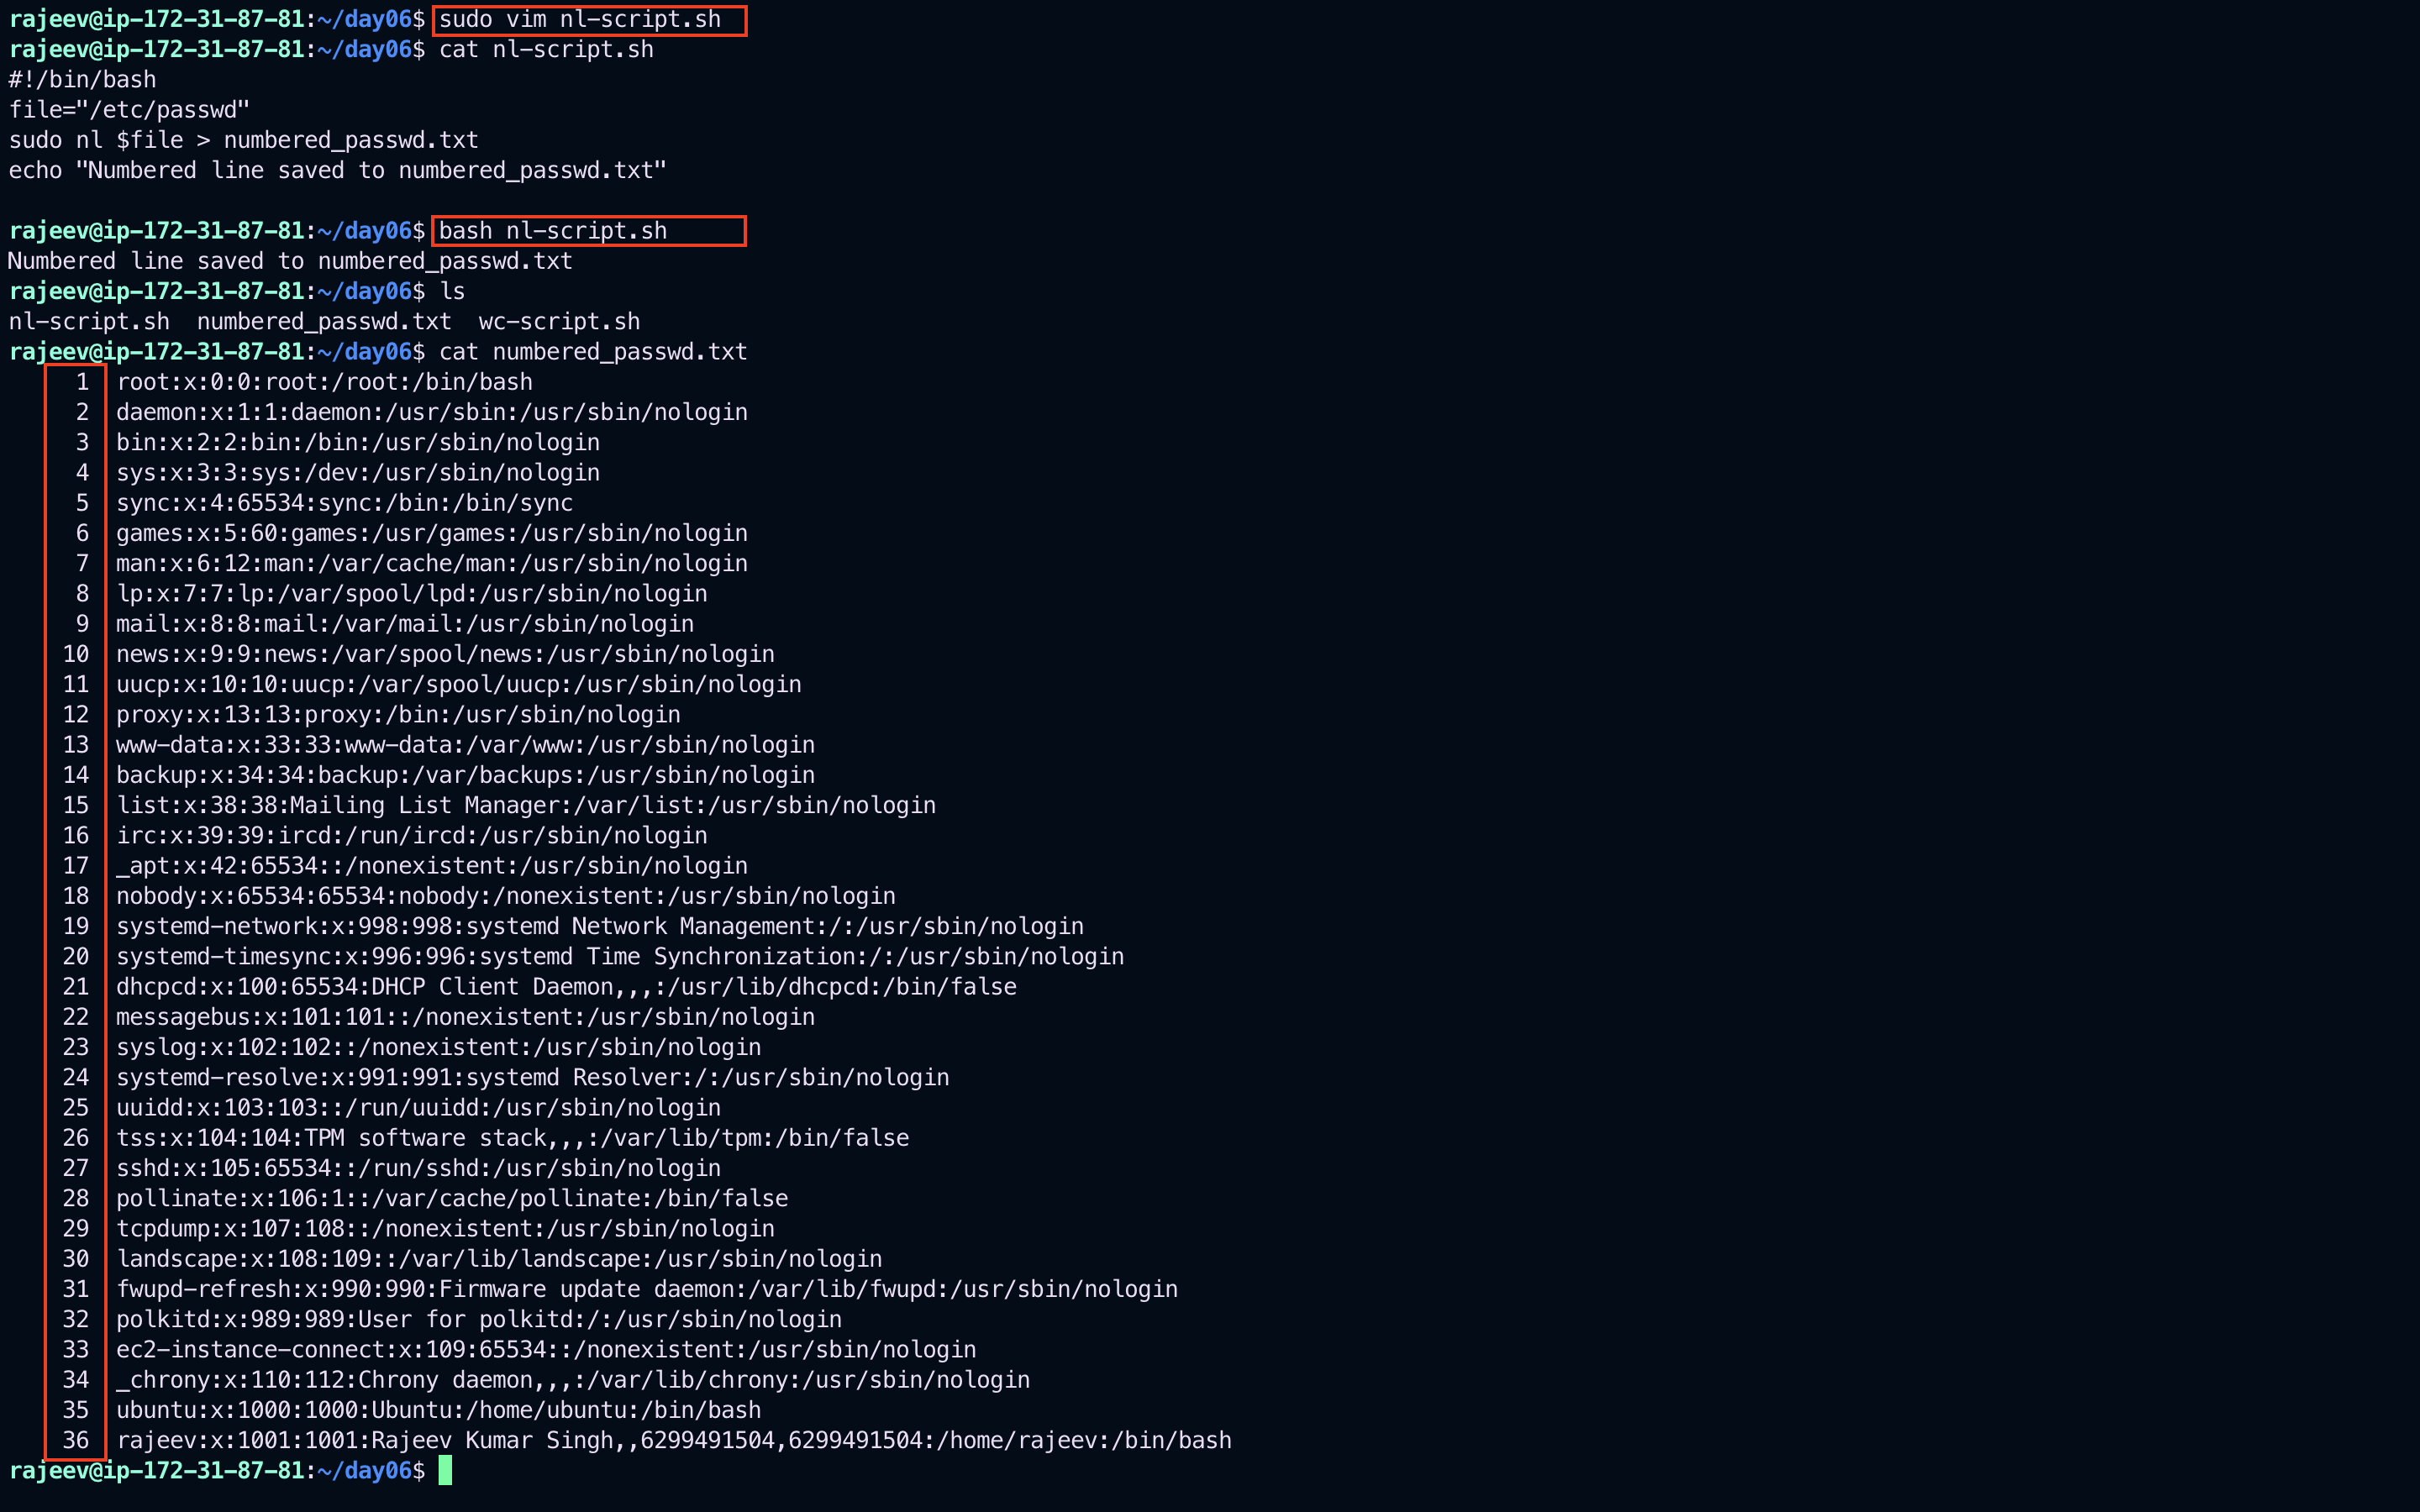 rajeev@ip-172-31-87-81:~/day06$ sudo vim nl-script.sh
rajeev@ip-172-31-87-81:~/day06$ cat nl-script.sh
#!/bin/bash
file="/etc/passwd"
sudo nl $file > numbered_passwd.txt
echo "Numbered line saved to numbered_passwd.txt"
rajeev@ip-172-31-87-81:~/day06$ bash nl-script.sh
Numbered line saved to numbered_passwd.txt
rajeev@ip-172-31-87-81:~/day06$ ls
nl-script.sh  numbered_passwd.txt  wc-script.sh
rajeev@ip-172-31-87-81:~/day06$ cat numbered_passwd.txt
1 root:x:0:0:root:/root:/bin/bash
2 daemon:x:1:1:daemon:/usr/sbin:/usr/sbin/nologin
3 bin:x:2:2:bin:/bin:/usr/sbin/nologin
4 sys:x:3:3:sys:/dev:/usr/sbin/nologin
5 sync:x:4:65534:sync:/bin:/bin/sync
6 games:x:5:60:games:/usr/games:/usr/sbin/nologin
7 man:x:6:12:man:/var/cache/man:/usr/sbin/nologin
8 lp:x:7:7:lp:/var/spool/lpd:/usr/sbin/nologin
9 mail:x:8:8:mail:/var/mail:/usr/sbin/nologin
10 news:x:9:9:news:/var/spool/news:/usr/sbin/nologin
11 uucp:x:10:10:uucp:/var/spool/uucp:/usr/sbin/nologin
12 proxy:x:13:13:proxy:/bin:/usr/sbin/nologin
13 www-data:x:33:33:www-data:/var/www:/usr/sbin/nologin
14 backup:x:34:34:backup:/var/backups:/usr/sbin/nologin
15 list:x:38:38:Mailing List Manager:/var/list:/usr/sbin/nologin
16 irc:x:39:39:ircd:/run/ircd:/usr/sbin/nologin
17 _apt:x:42:65534::/nonexistent:/usr/sbin/nologin
18 nobody:x:65534:65534:nobody:/nonexistent:/usr/sbin/nologin
19 systemd-network:x:998:998:systemd Network Management:/:/usr/sbin/nologin
20 systemd-timesync:x:996:996:systemd Time Synchronization:/:/usr/sbin/nologin
21 dhcpcd:x:100:65534:DHCP Client Daemon,,,:/usr/lib/dhcpcd:/bin/false
22 messagebus:x:101:101::/nonexistent:/usr/sbin/nologin
23 syslog:x:102:102::/nonexistent:/usr/sbin/nologin
24 systemd-resolve:x:991:991:systemd Resolver:/:/usr/sbin/nologin
25 uuidd:x:103:103::/run/uuidd:/usr/sbin/nologin
26 tss:x:104:104:TPM software stack,,,:/var/lib/tpm:/bin/false
27 sshd:x:105:65534::/run/sshd:/usr/sbin/nologin
28 pollinate:x:106:1::/var/cache/pollinate:/bin/false
29 tcpdump:x:107:108::/nonexistent:/usr/sbin/nologin
30 landscape:x:108:109::/var/lib/landscape:/usr/sbin/nologin
31 fwupd-refresh:x:990:990:Firmware update daemon:/var/lib/fwupd:/usr/sbin/nologin
32 polkitd:x:989:989:User for polkitd:/:/usr/sbin/nologin
33 ec2-instance-connect:x:109:65534::/nonexistent:/usr/sbin/nologin
34 _chrony:x:110:112:Chrony daemon,,,:/var/lib/chrony:/usr/sbin/nologin
35 ubuntu:x:1000:1000:Ubuntu:/home/ubuntu:/bin/bash
36 rajeev:x:1001:1001:Rajeev Kumar Singh,,6299491504,6299491504:/home/rajeev:/bin/bash
rajeev@ip-172-31-87-81:~/day06$